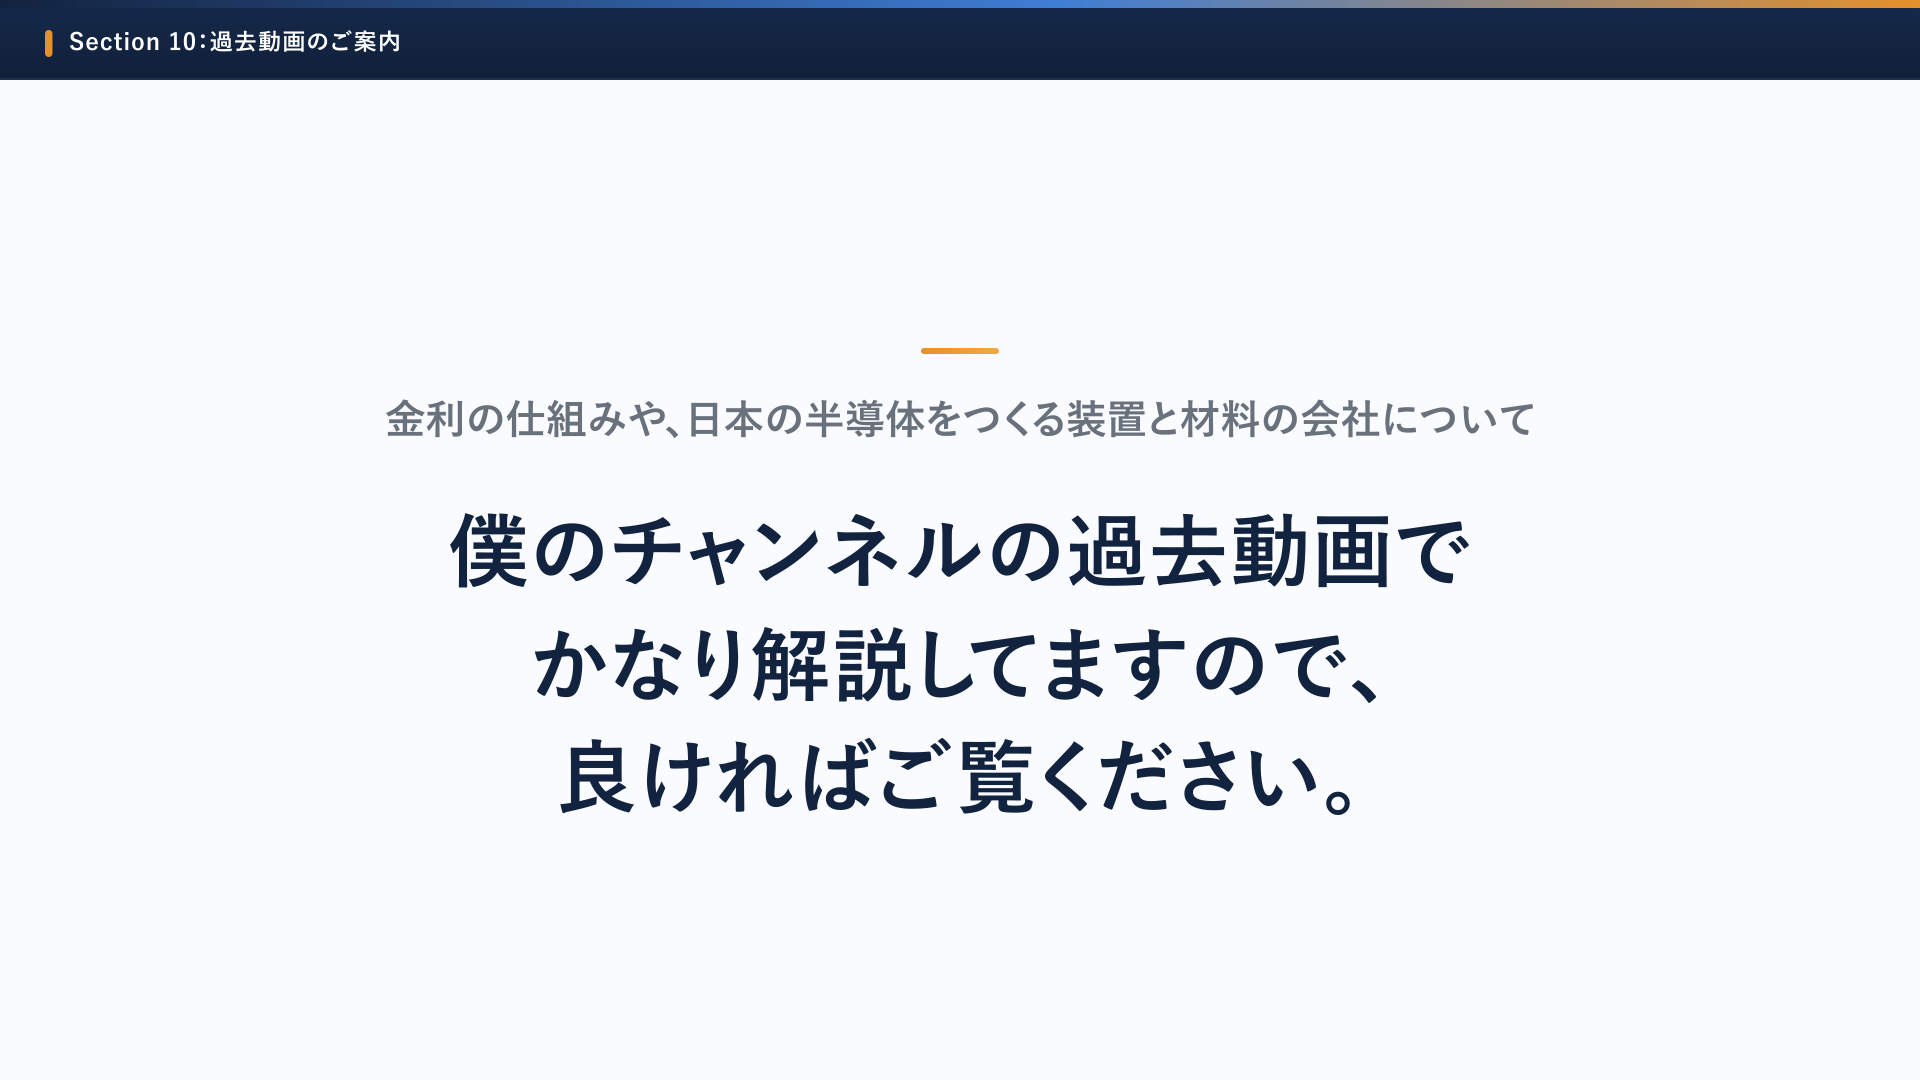 Section 10：過去動画のご案内
金利の仕組みや、日本の半導体をつくる装置と材料の会社について
僕のチャンネルの過去動画で
かなり解説してますので、
良ければご覧ください。